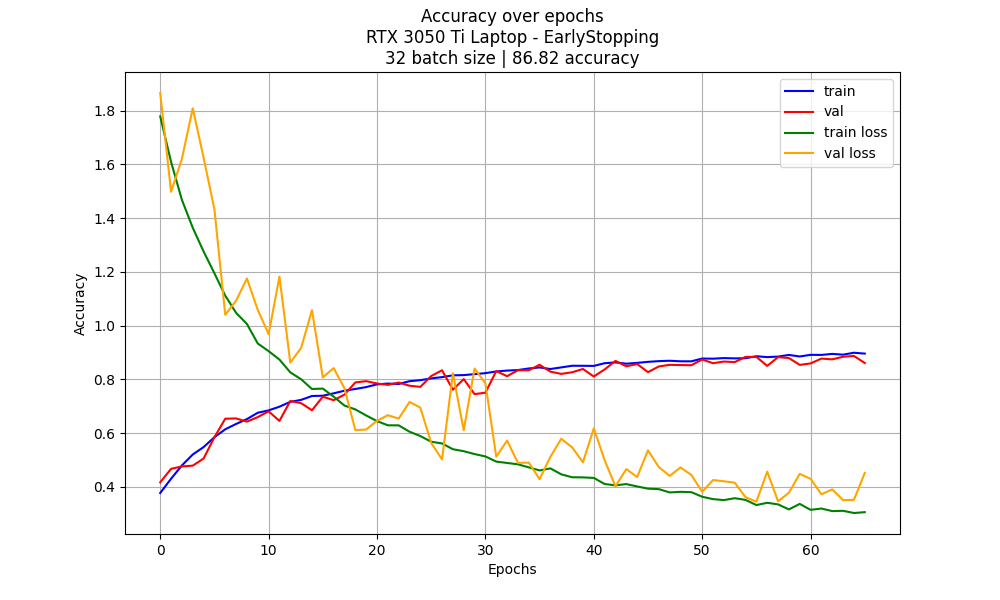 Accuracy over epochs
RTX 3050 Ti Laptop - EarlyStopping
32 batch size | 86.82 accuracy
train
val
train loss
val loss
1.8
1.6
1.4
1.2
1.0
0.8
0.6
0.4
Accuracy
0 10 20 30 40 50 60
Epochs